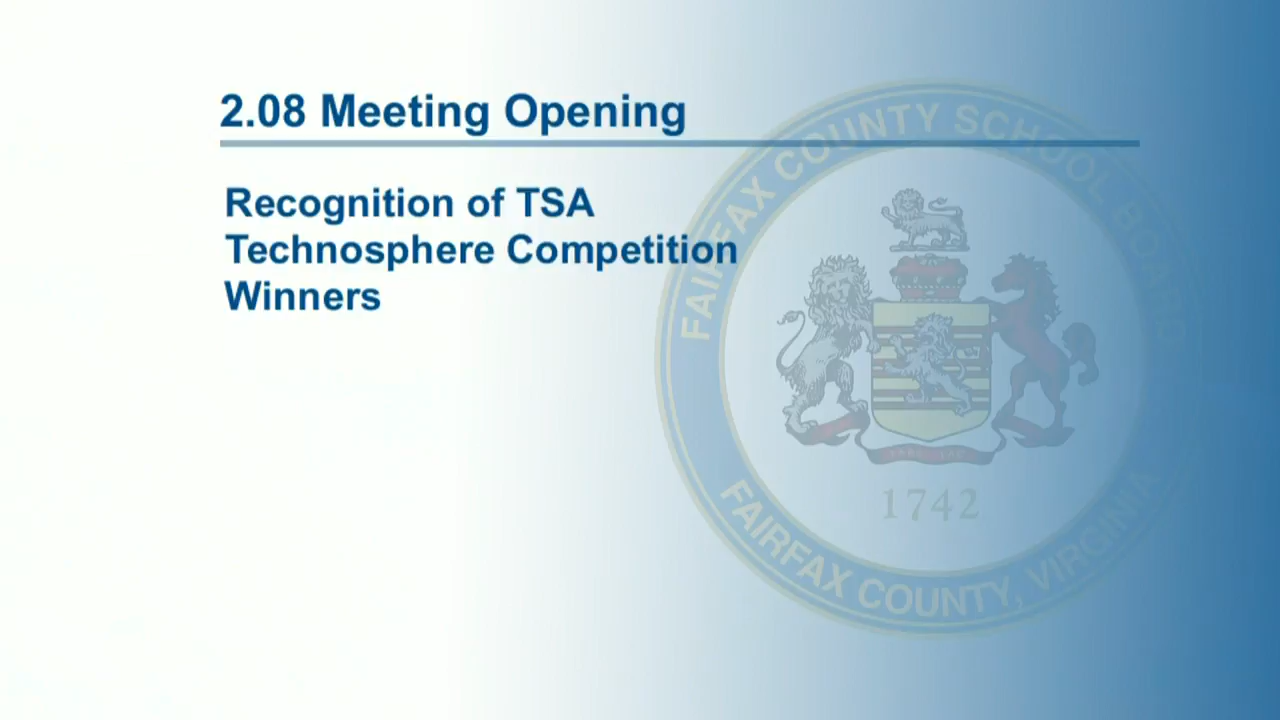 2.08 Meeting Opening
Recognition of TSA
Technosphere Competition
Winners
FAIRFAX COUNTY SCHOOL BOARD
1742
FAIRFAX COUNTY, VIRGINIA